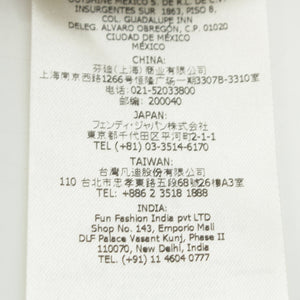 OUTSHINE MEXICO S. DE R.L. DE C.V.
INSURGENTES SUR 1863, PISO 8,
COL. GUADALUPE INN
DELEG. ALVARO OBREGÓN, C.P. 01020
CIUDAD DE MÉXICO
MÉXICO
CHINA:
芬迪(上海)商业有限公司
上海南京西路1266号恒隆广场一期3307B-3310室
电话:021-52033800
邮编: 200040
JAPAN:
フェンディ・ジャパン株式会社
東京都千代田区平河町2-1-1
TEL (+81) 03-3514-6170
TAIWAN:
台灣凡迪股份有限公司
110 台北市忠孝東路五段68號26樓A3室
TEL: +886 2 3518 1888
INDIA:
Fun Fashion India pvt LTD
Shop No. 143, Emporio Mall
DLF Palace Vasant Kunj, Phase II
110070, New Delhi, India
TEL (+91) 11 4604 0777